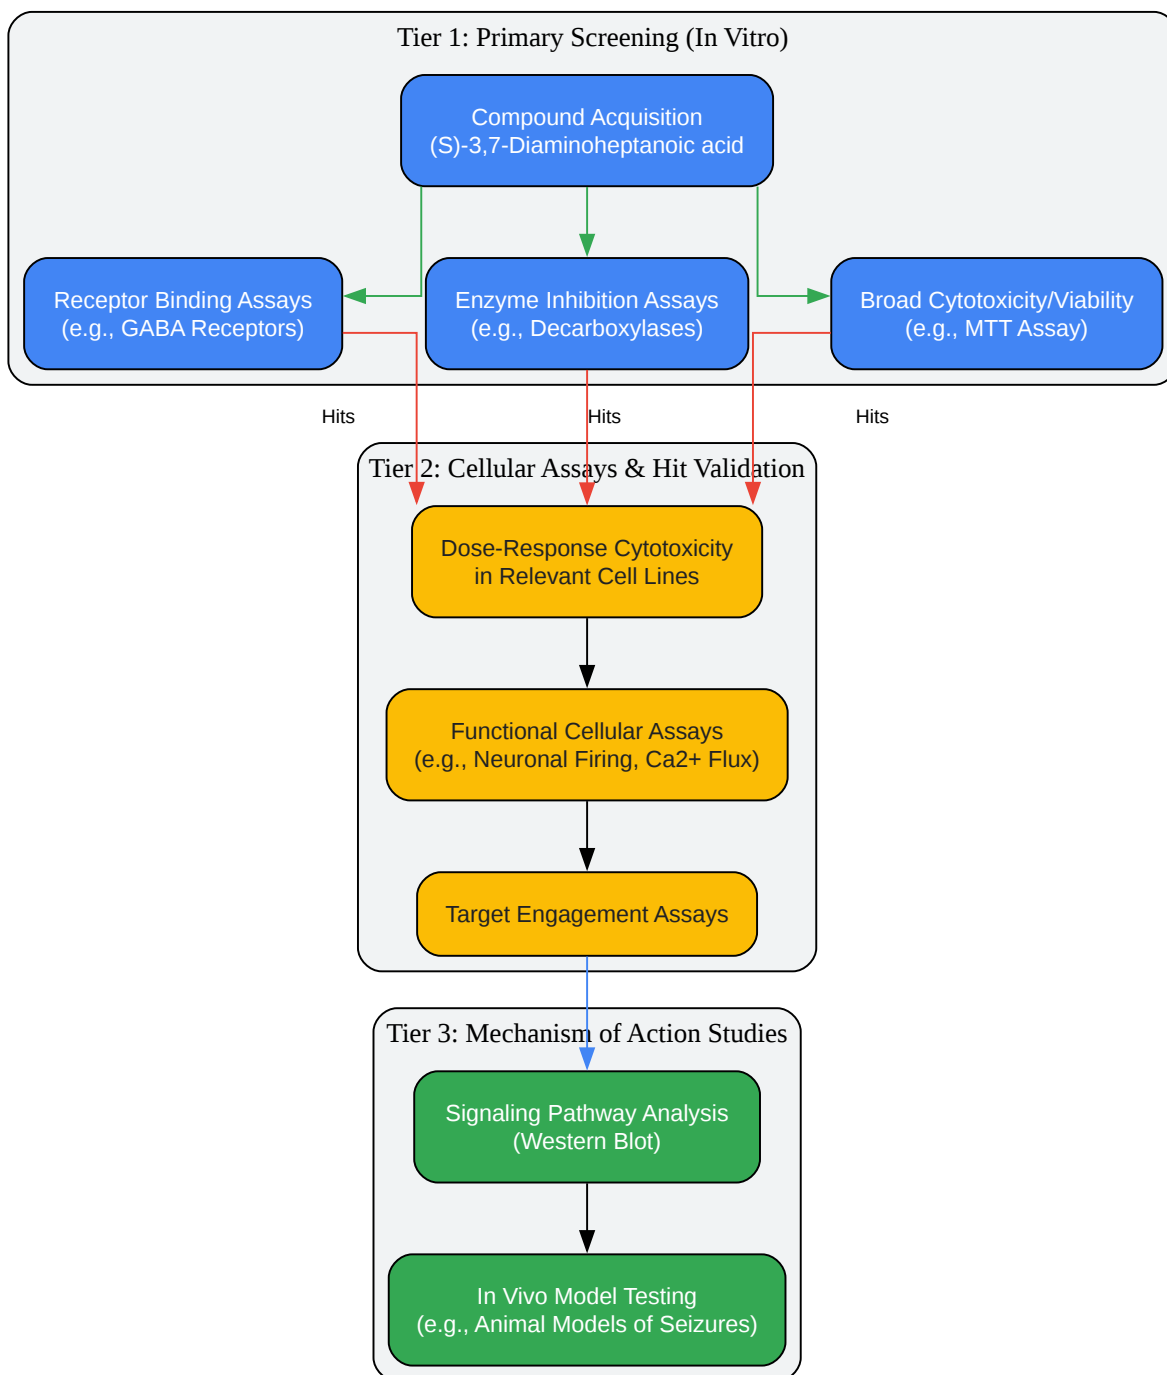 Tier 1: Primary Screening (In Vitro)
Compound Acquisition
(S)-3,7-Diaminoheptanoic acid
Receptor Binding Assays
(e.g., GABA Receptors)
Enzyme Inhibition Assays
(e.g., Decarboxylases)
Broad Cytotoxicity/Viability
(e.g., MTT Assay)
Hits
Hits
Hits
Tier 2: Cellular Assays & Hit Validation
Dose-Response Cytotoxicity
in Relevant Cell Lines
Functional Cellular Assays
(e.g., Neuronal Firing, Ca2+ Flux)
Target Engagement Assays
Tier 3: Mechanism of Action Studies
Signaling Pathway Analysis
(Western Blot)
In Vivo Model Testing
(e.g., Animal Models of Seizures)